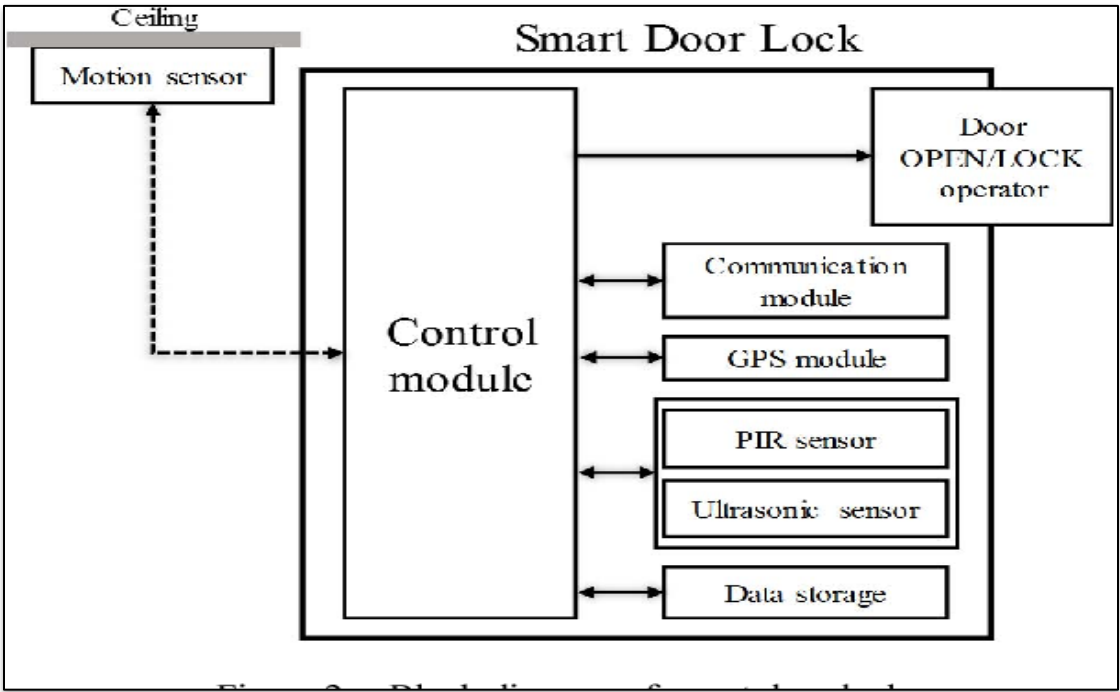 Ceiling
Smart Door Lock
Motion sensor
Door
OPEN/LOCK
operator
Communication
module
Control
module
GPS module
PIR sensor
Ultrasonic sensor
Data storage